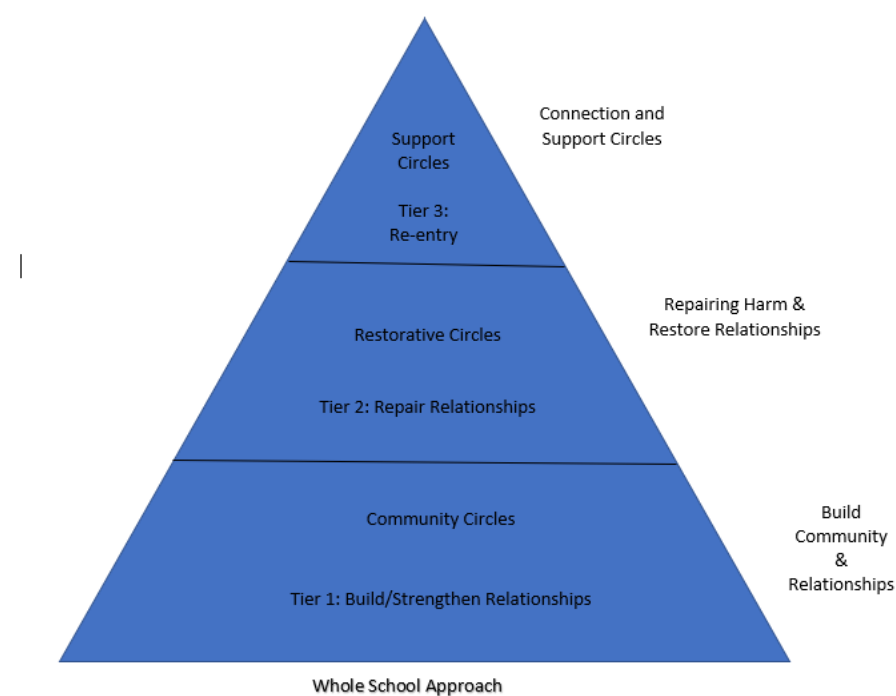 Connection and
Support Circles
Support
Circles
Tier 3:
Re-entry
Repairing Harm &
Restore Relationships
Restorative Circles
Tier 2: Repair Relationships
Build
Community
&
Relationships
Community Circles
Tier 1: Build/Strengthen Relationships
Whole School Approach